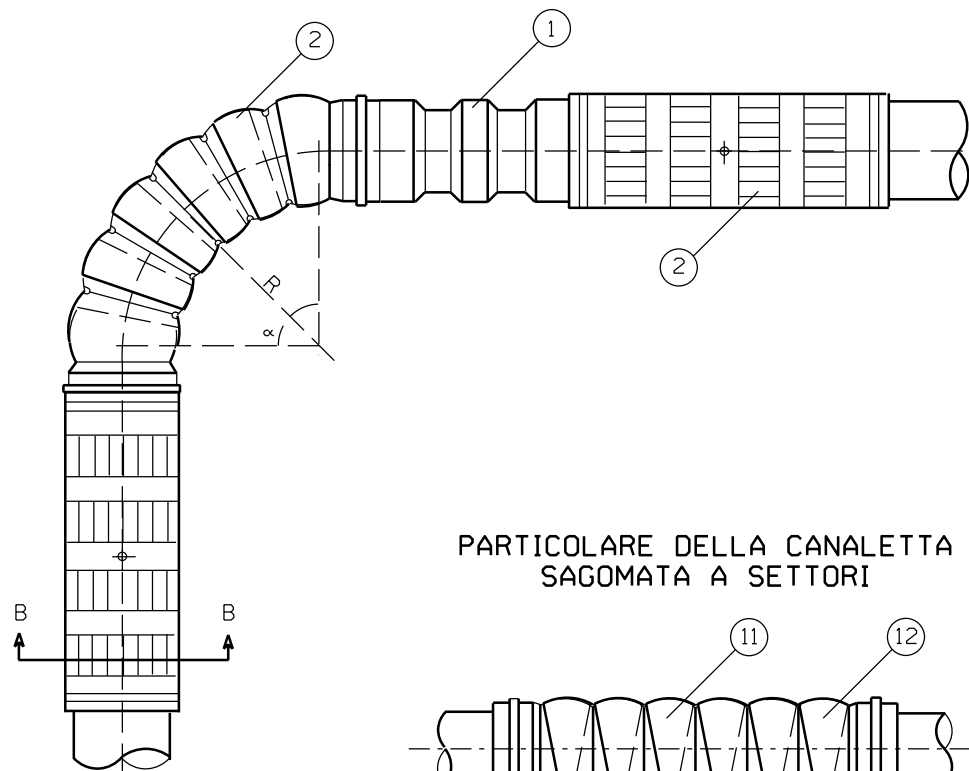 2
1
2
R
α
B B
PARTICOLARE DELLA CANALETTA
SAGOMATA A SETTORI
11
12